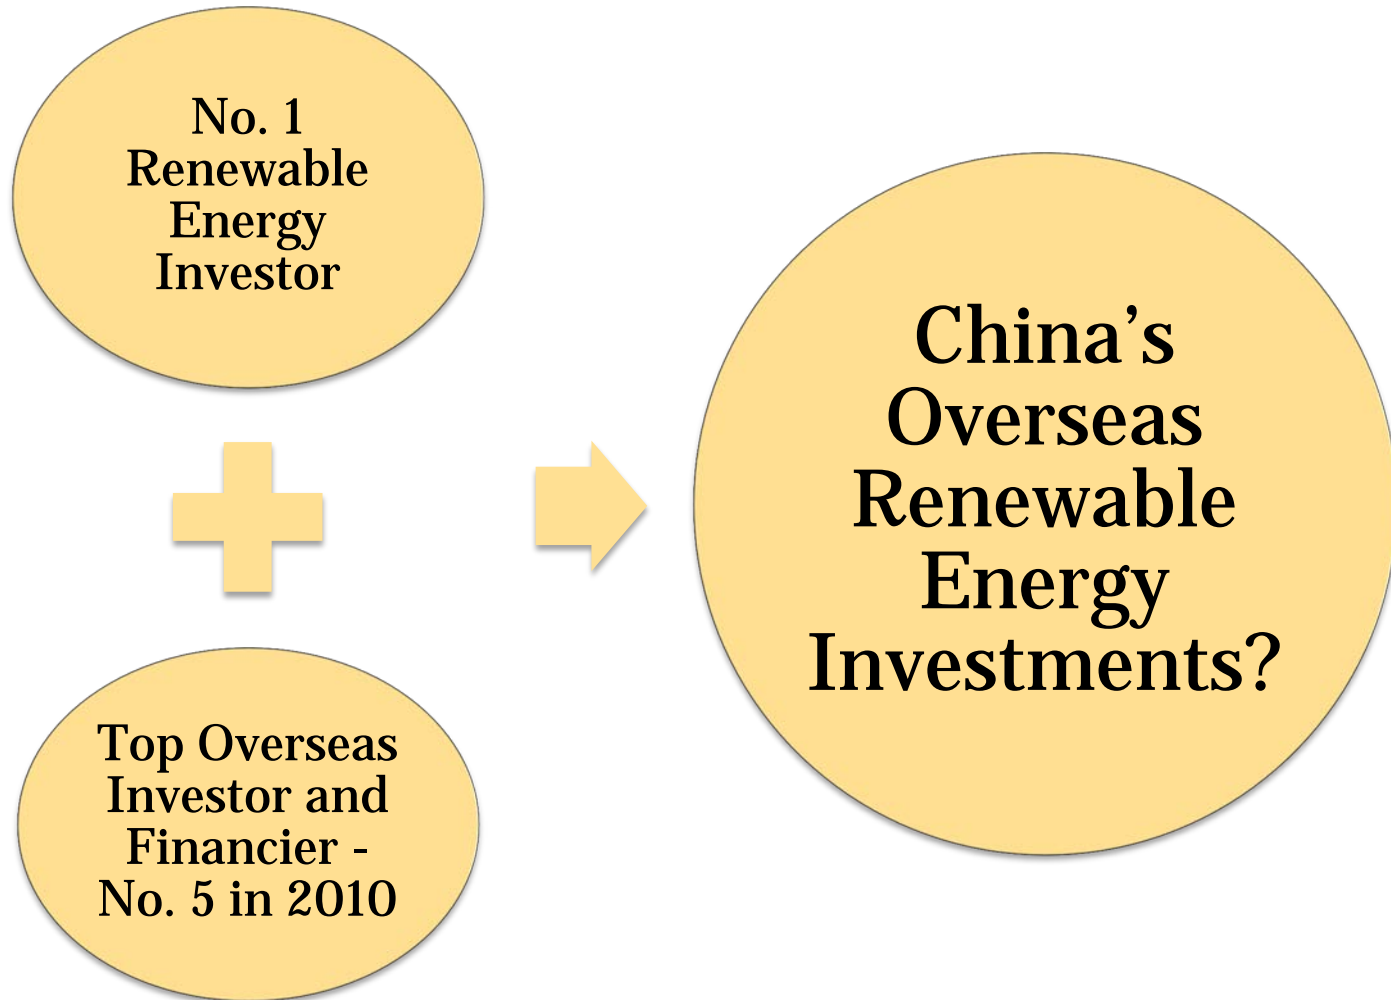 No. 1
Renewable
Energy
Investor
Top Overseas
Investor and
Financier -
No. 5 in 2010
China’s
Overseas
Renewable
Energy
Investments?